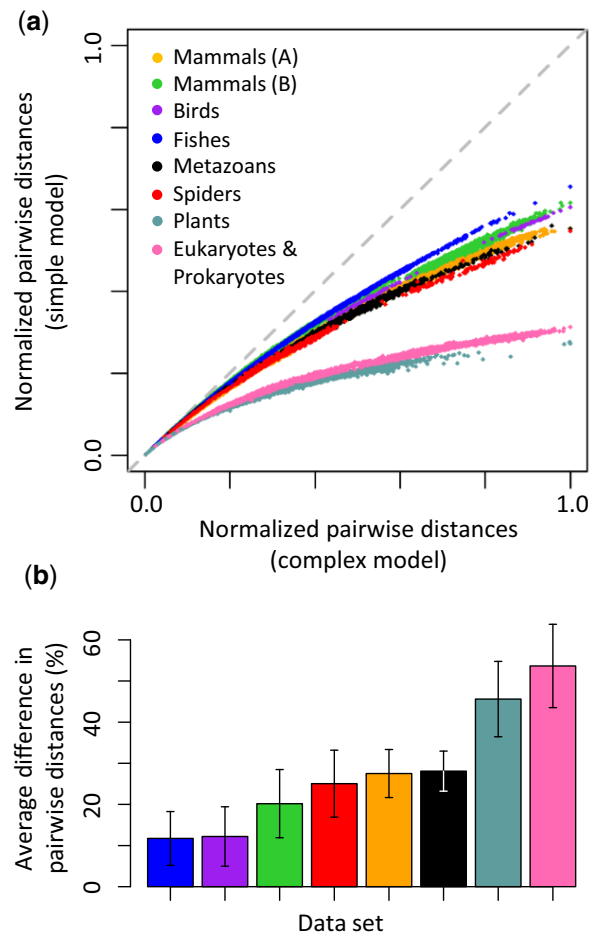 (a)
1.0
Mammals (A)
Mammals (B)
Birds
Fishes
Metazoans
Spiders
Plants
Eukaryotes &
Prokaryotes
Normalized pairwise distances
(simple model)
0.0
0.0
1.0
Normalized pairwise distances
(complex model)
(b)
60
40
20
0
Average difference in
pairwise distances (%)
Data set